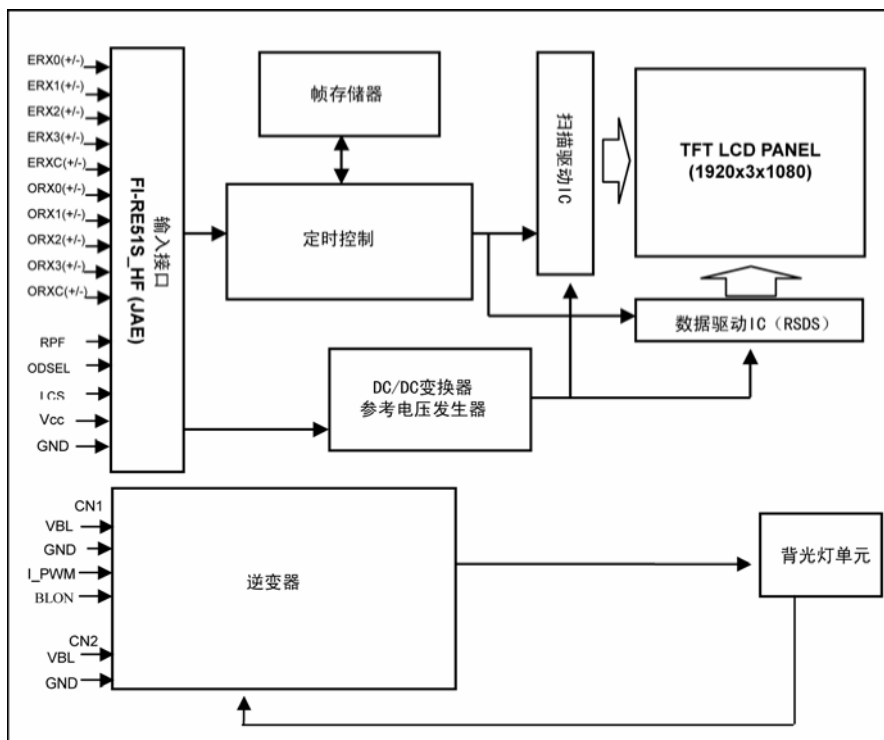 ERX0(+/-)
ERX1(+/-)
ERX2(+/-)
ERX3(+/-)
ERXC(+/-)
ORX0(+/-)
ORX1(+/-)
ORX2(+/-)
ORX3(+/-)
ORXC(+/-)
RPF
ODSEL
LCS
Vcc
GND
输入接口
FI-RE51S_HF (JAE)
帧存储器
定时控制
DC/DC变换器
参考电压发生器
扫描驱动IC
TFT LCD PANEL
(1920x3x1080)
数据驱动IC（RSDS）
CN1
VBL
GND
I_PWM
BLON
CN2
VBL
GND
逆变器
背光灯单元